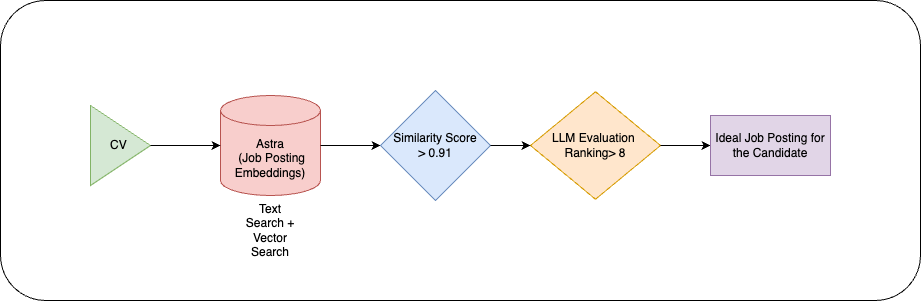 CV
Astra
(Job Posting
Embeddings)
Text
Search +
Vector
Search
Similarity Score
> 0.91
LLM Evaluation
Ranking> 8
Ideal Job Posting for
the Candidate